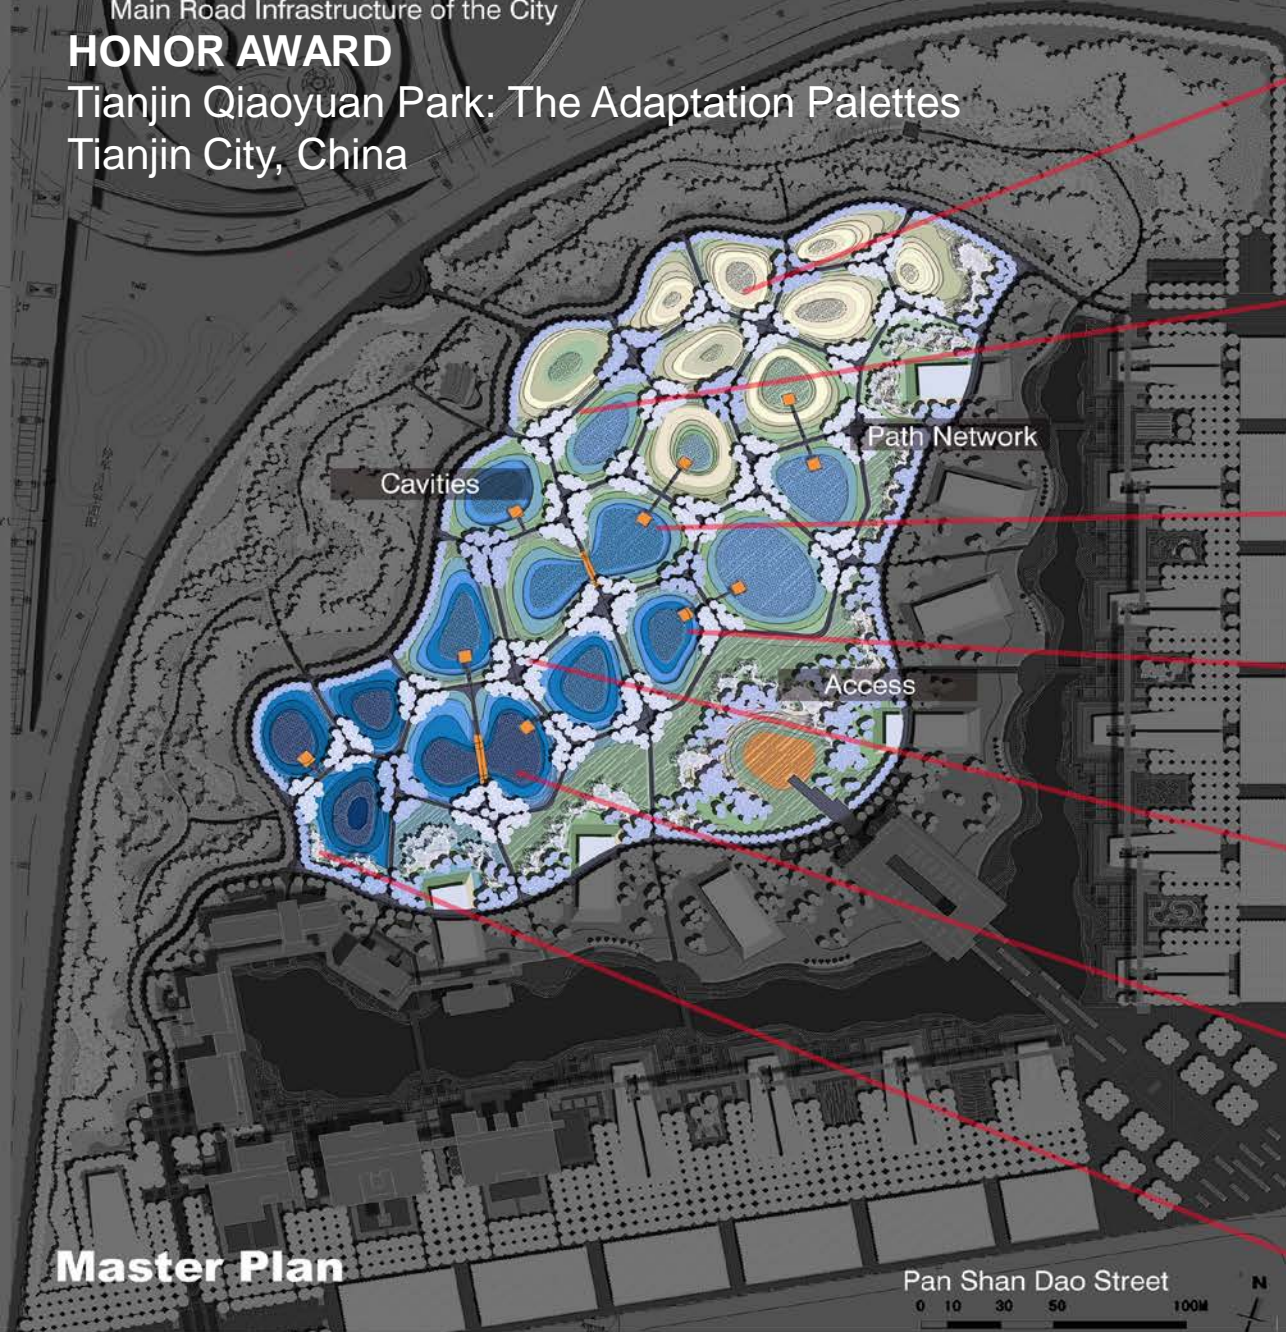 Main Road Infrastructure of the City
HONOR AWARD
Tianjin Qiaoyuan Park: The Adaptation Palettes
Tianjin City, China
Path Network
Cavities
Access
Master Plan
Pan Shan Dao Street
N
0 10 30 50 100M